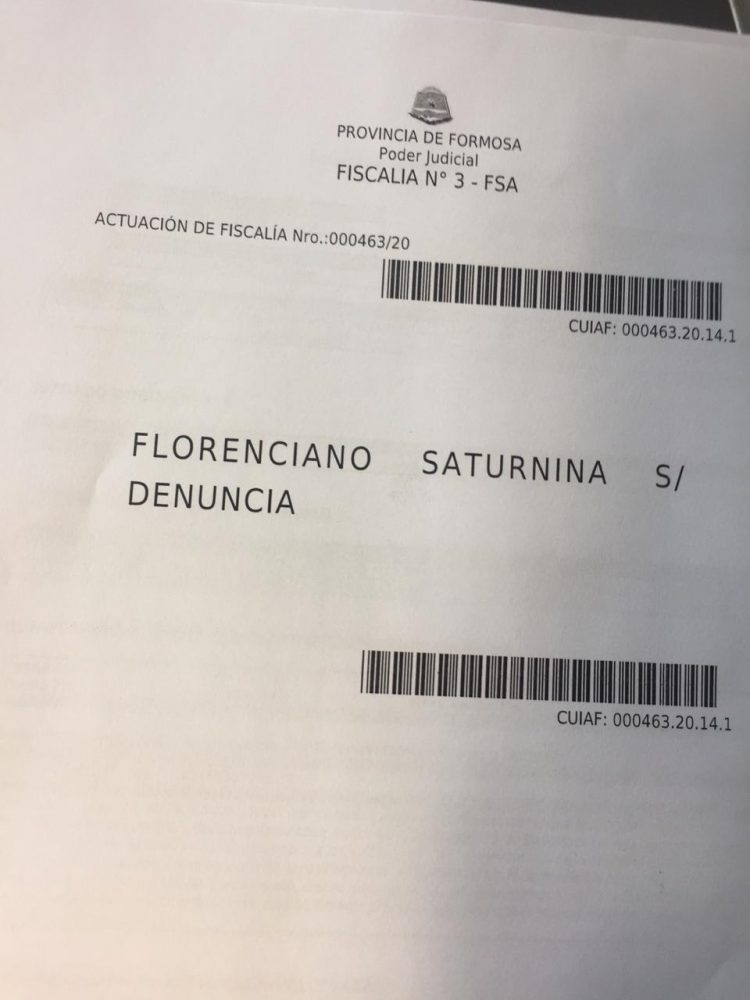 PROVINCIA DE FORMOSA
Poder Judicial
FISCALIA N° 3 - FSA
ACTUACIÓN DE FISCALÍA Nro.:000463/20
CUIAF: 000463.20.14.1
FLORENCIANO SATURNINA S/
DENUNCIA
CUIAF: 000463.20.14.1